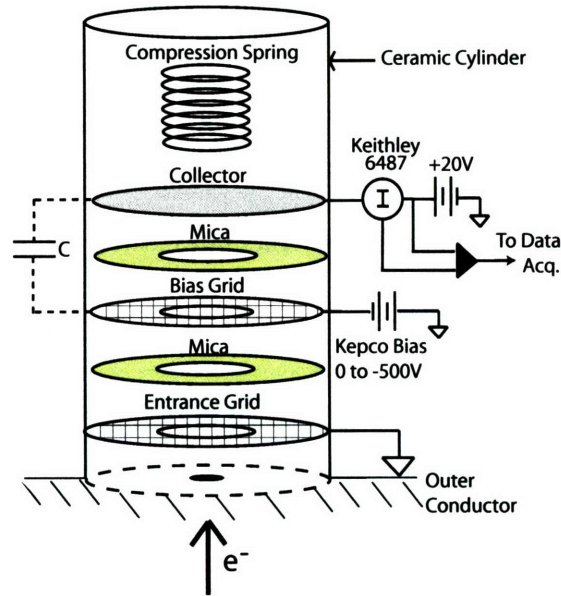 Compression Spring
Ceramic Cylinder
Keithley
6487
+20V
I
Collector
To Data
Acq.
Mica
C
Bias Grid
Kepco Bias
0 to -500V
Mica
Entrance Grid
Outer
Conductor
e-